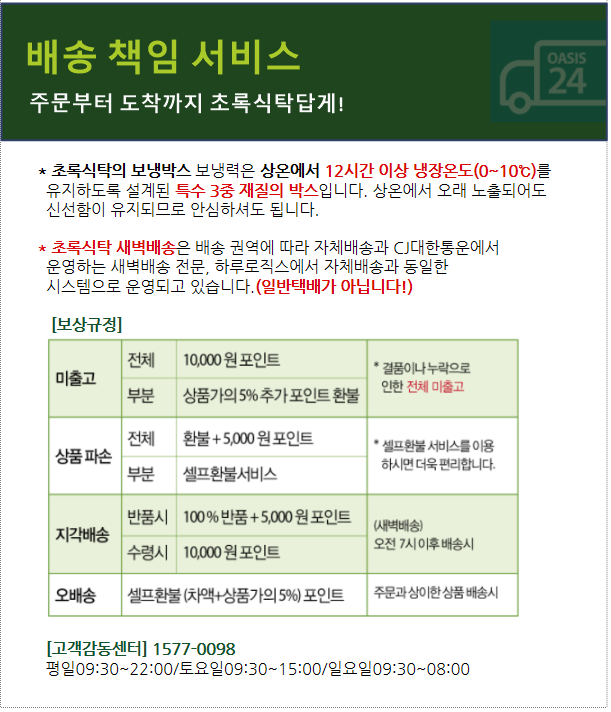 배송 책임 서비스
주문부터 도착까지 초록식탁답게!
OASIS
24
* 초록식탁의 보냉박스 보냉력은 상온에서 12시간 이상 냉장온도(0~10℃)를
유지하도록 설계된 특수 3중 재질의 박스입니다. 상온에서 오래 노출되어도
신선함이 유지되므로 안심하셔도 됩니다.
* 초록식탁 새벽배송은 배송 권역에 따라 자체배송과 CJ대한통운에서
운영하는 새벽배송 전문, 하루로직스에서 자체배송과 동일한
시스템으로 운영되고 있습니다.(일반택배가 아닙니다!)
[보상규정]
미출고
전체 10,000 원 포인트
부분 상품가의 5% 추가 포인트 환불
* 결품이나 누락으로
인한 전체 미출고
상품 파손
전체 환불 + 5,000 원 포인트
부분 셀프환불서비스
* 셀프환불 서비스를 이용
하시면 더욱 편리합니다.
지각배송
반품시 100 % 반품 + 5,000 원 포인트
수령시 10,000 원 포인트
(새벽배송)
오전 7시 이후 배송시
오배송 셀프환불 (차액+상품가의 5%) 포인트 주문과 상이한 상품 배송시
[고객감동센터] 1577-0098
평일09:30~22:00/토요일09:30~15:00/일요일09:30~08:00